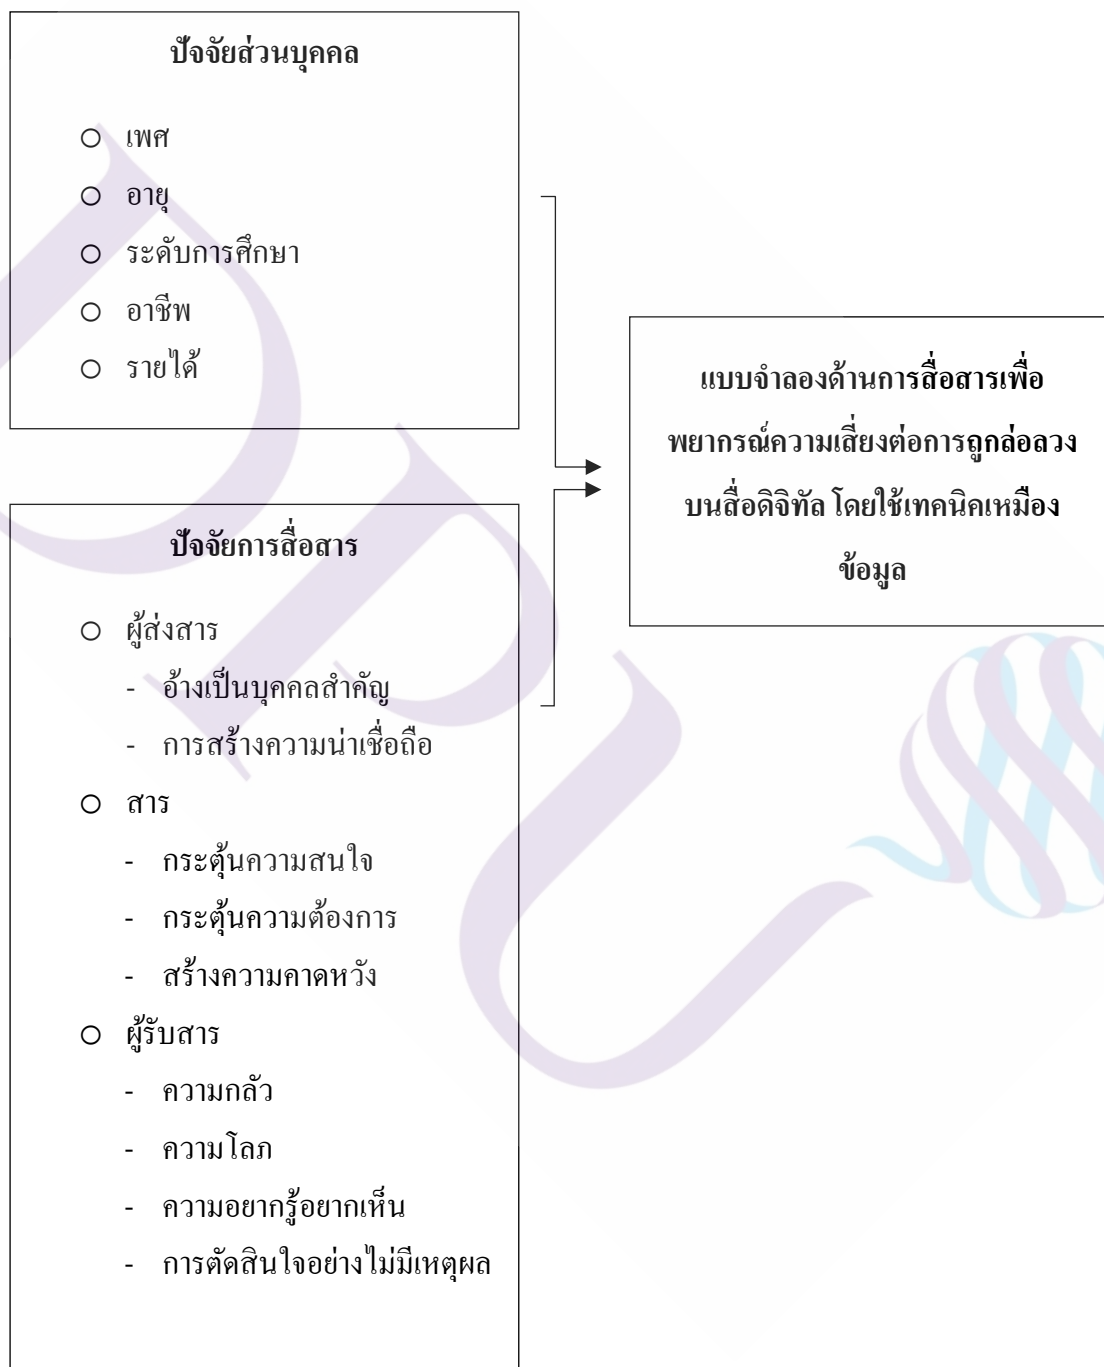 ปัจจัยส่วนบุคคล
เพศ
อายุ
ระดับการศึกษา
อาชีพ
รายได้
แบบจำลองด้านการสื่อสารเพื่อ
พยากรณ์ความเสี่ยงต่อการถูกล่อลวง
บนสื่อดิจิทัล โดยใช้เทคนิคเหมือง
ข้อมูล
ปัจจัยการสื่อสาร
ผู้ส่งสาร
- อ้างเป็นบุคคลสำคัญ
- การสร้างความน่าเชื่อถือ
สาร
- กระตุ้นความสนใจ
- กระตุ้นความต้องการ
- สร้างความคาดหวัง
ผู้รับสาร
- ความกลัว
- ความโลภ
- ความอยากรู้อยากเห็น
- การตัดสินใจอย่างไม่มีเหตุผล
DPU